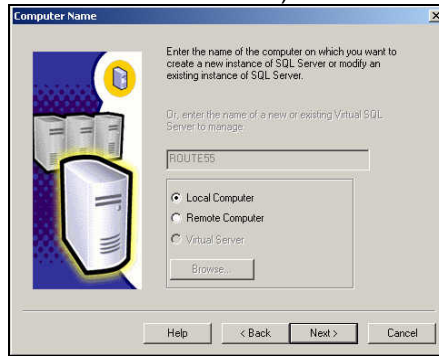 Computer Name
Enter the name of the computer on which you want to
create a new instance of SQL Server or modify an
existing instance of SQL Server.
Or, enter the name of a new or existing Virtual SQL
Server to manage:
ROUTE55
Local Computer
Remote Computer
Virtual Server
Browse...
Help
< Back
Next >
Cancel